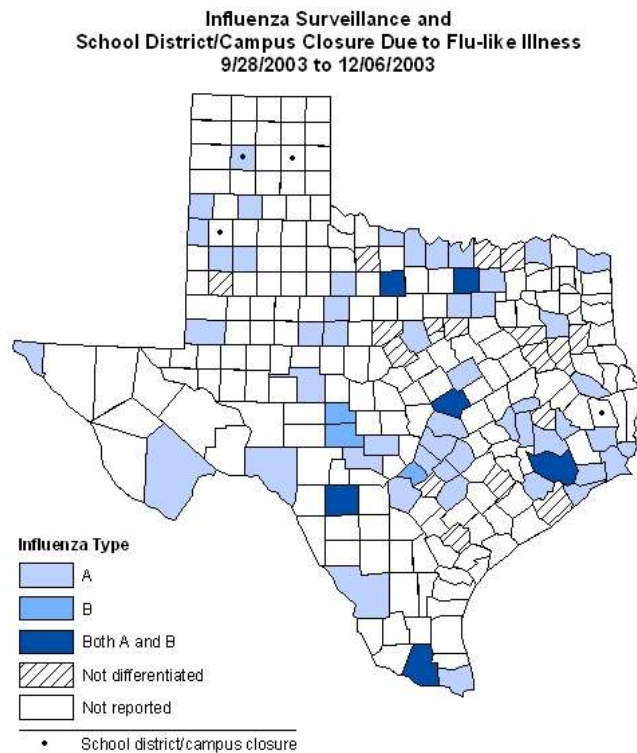 Influenza Surveillance and
School District/Campus Closure Due to Flu-like Illness
9/28/2003 to 12/06/2003
Influenza Type
A
B
Both A and B
Not differentiated
Not reported
School district/campus closure